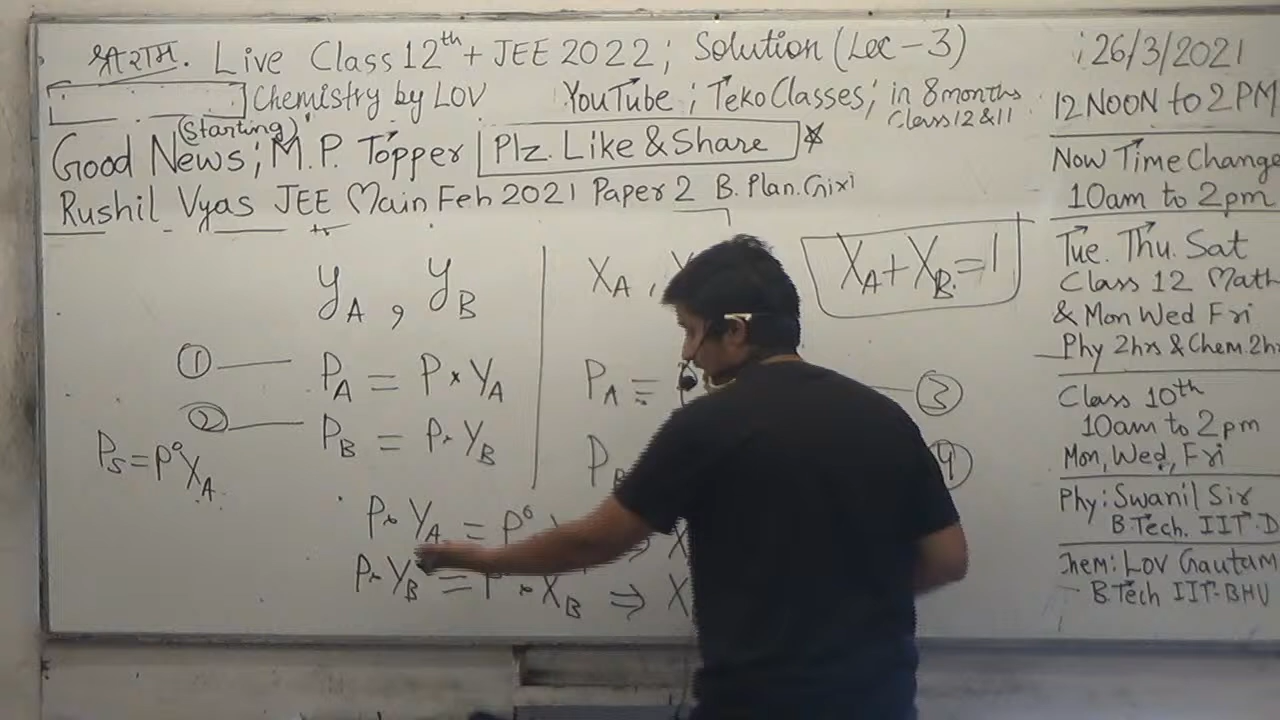 श्री राम. Live Class 12th + JEE 2022 ; Solution (Lec - 3)
Chemistry by LOV YouTube ; TekoClasses ; in 8 months
Class 12 & 11
(Starting)
Good News ; M.P. Topper Plz. Like & Share
Rushil Vyas JEE Main Feb 2021 Paper 2 B. Plan.
26/3/2021
12 NOON to 2 PM
Now Time Change
10am to 2pm
Tue. Thu. Sat
Class 12 Math
& Mon Wed Fri
Phy 2hrs & Chem. 2hr
Class 10th
10am to 2pm
Mon, Wed, Fri
Phy : Swanil Sir
B.Tech. IIT-D
Chem : Lov Gautam
B.Tech IIT-BHU
yA , yB
① PA = P × YA
② PB = P · YB
PS = P° XA
XA ,
XA + XB = 1
PA = ③
④
P · YA = P° ⇒ X
P · YB = P · XB ⇒ X